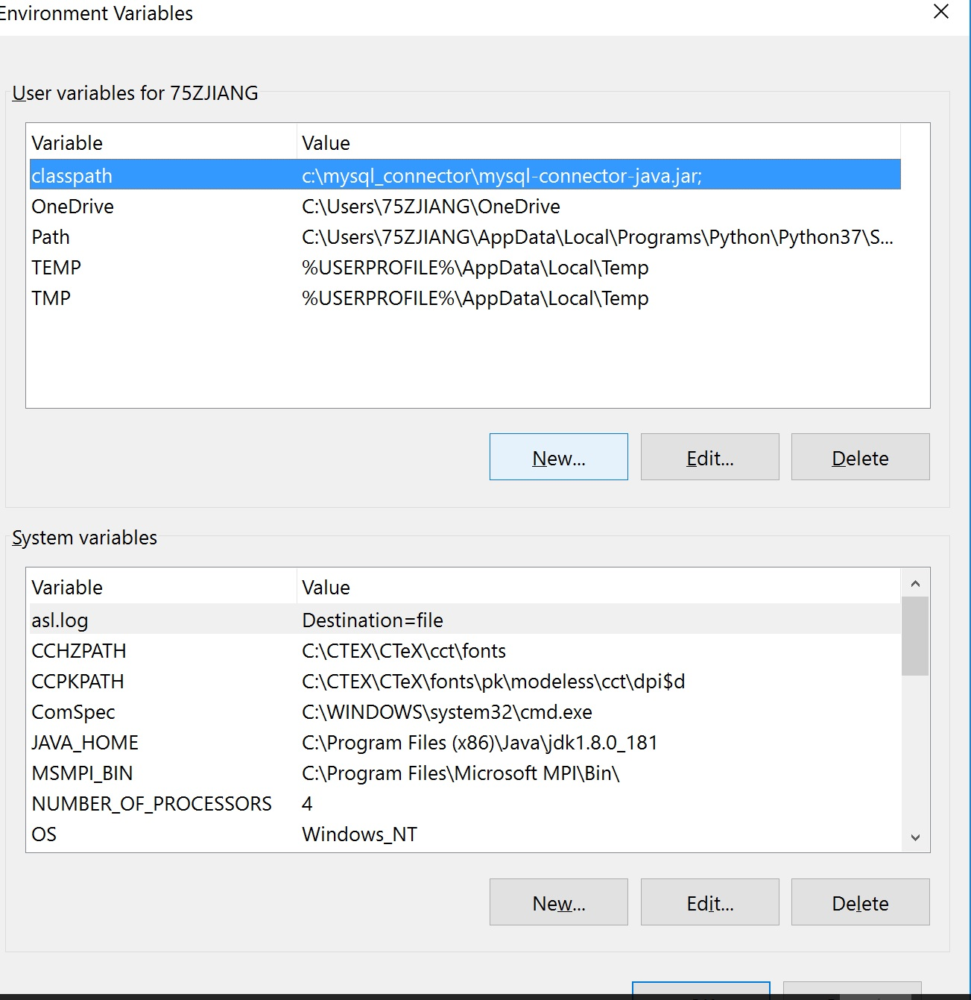 Environment Variables
User variables for 75ZJIANG
Variable Value
classpath c:\mysql_connector\mysql-connector-java.jar;
OneDrive C:\Users\75ZJIANG\OneDrive
Path C:\Users\75ZJIANG\AppData\Local\Programs\Python\Python37\S...
TEMP %USERPROFILE%\AppData\Local\Temp
TMP %USERPROFILE%\AppData\Local\Temp
New... Edit... Delete
System variables
Variable Value
asl.log Destination=file
CCHZPATH C:\CTEX\CTeX\cct\fonts
CCPKPATH C:\CTEX\CTeX\fonts\pk\modeless\cct\dpi$d
ComSpec C:\WINDOWS\system32\cmd.exe
JAVA_HOME C:\Program Files (x86)\Java\jdk1.8.0_181
MSMPI_BIN C:\Program Files\Microsoft MPI\Bin\
NUMBER_OF_PROCESSORS 4
OS Windows_NT
New... Edit... Delete